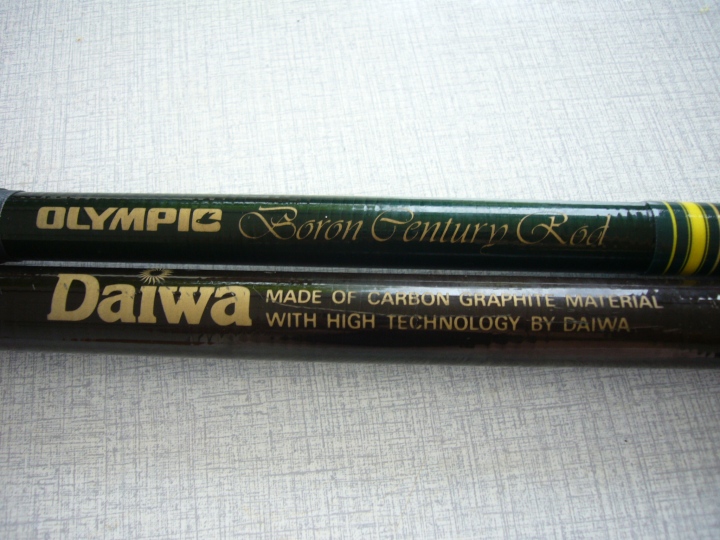 OLYMPIC Boron Century Rod
Daiwa MADE OF CARBON GRAPHITE MATERIAL
WITH HIGH TECHNOLOGY BY DAIWA